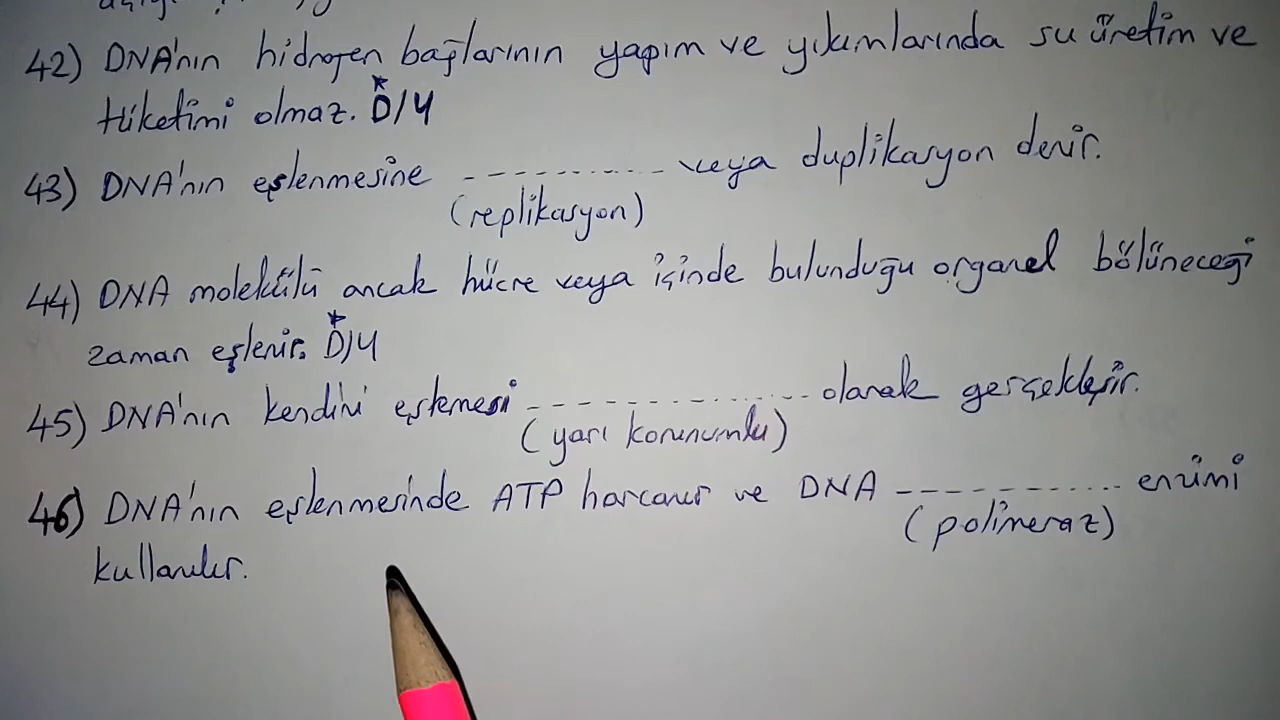 42) DNA'nın hidrojen bağlarının yapım ve yıkımlarında su üretim ve
tüketimi olmaz. D/Y
43) DNA'nın eşlenmesine ---------- veya duplikasyon denir.
(replikasyon)
44) DNA molekülü ancak hücre veya içinde bulunduğu organel bölüneceği
zaman eşlenir. D/Y
45) DNA'nın kendini eşlemesi ------------- olarak gerçekleşir.
(yarı korunumlu)
46) DNA'nın eşlenmesinde ATP harcanır ve DNA ----------- enzimi
(polimeraz)
kullanılır.